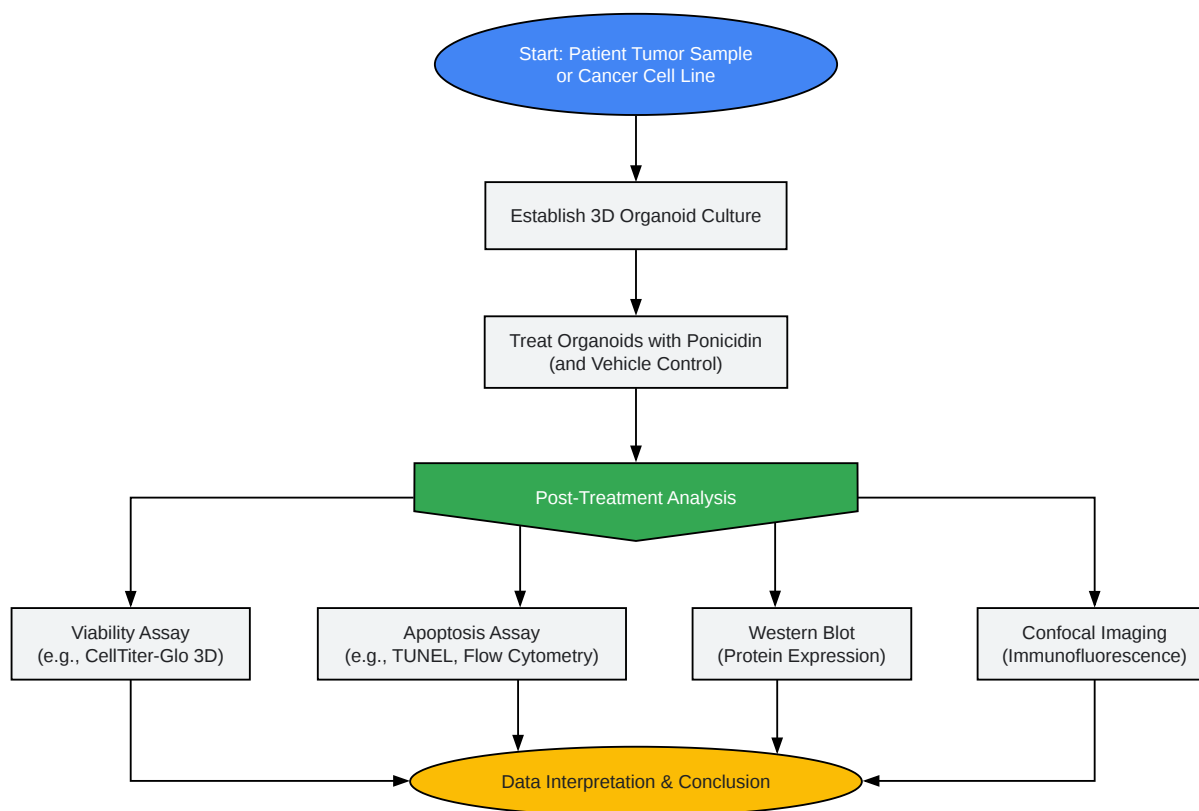 Start: Patient Tumor Sample
or Cancer Cell Line
Establish 3D Organoid Culture
Treat Organoids with Ponicidin
(and Vehicle Control)
Post-Treatment Analysis
Viability Assay
(e.g., CellTiter-Glo 3D)
Apoptosis Assay
(e.g., TUNEL, Flow Cytometry)
Western Blot
(Protein Expression)
Confocal Imaging
(Immunofluorescence)
Data Interpretation & Conclusion